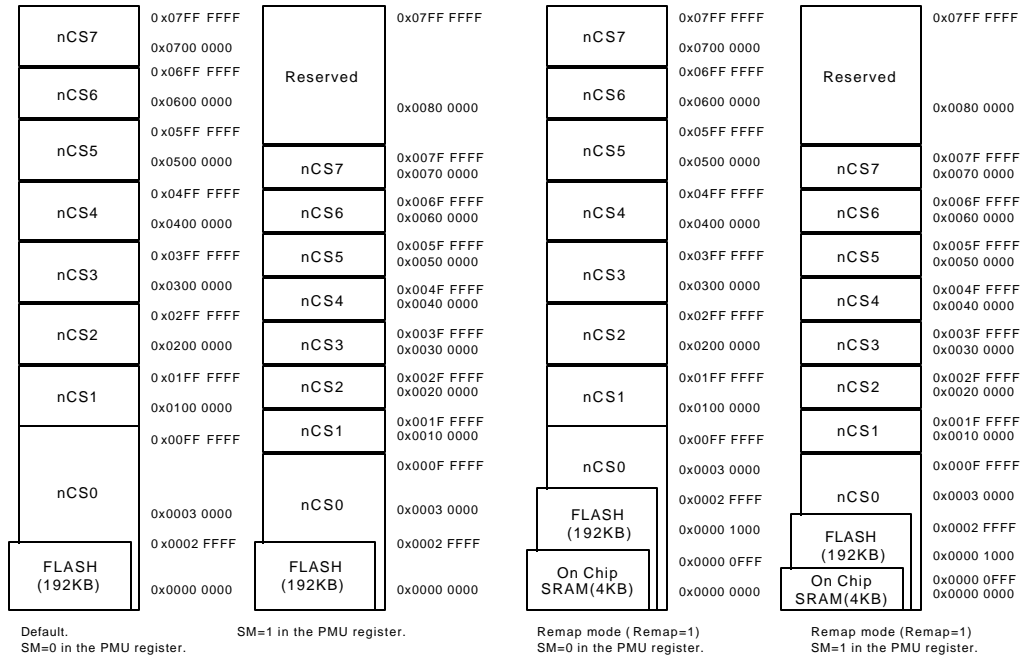 nCS7
0x07FF FFFF
0x0700 0000
nCS6
0x06FF FFFF
0x0600 0000
nCS5
0x05FF FFFF
0x0500 0000
nCS4
0x04FF FFFF
0x0400 0000
nCS3
0x03FF FFFF
0x0300 0000
nCS2
0x02FF FFFF
0x0200 0000
nCS1
0x01FF FFFF
0x0100 0000
0x00FF FFFF
nCS0
0x0003 0000
0x0002 FFFF
FLASH
(192KB)
0x0000 0000
Default.
SM=0 in the PMU register.
0x07FF FFFF
Reserved
0x0080 0000
nCS7
0x007F FFFF
0x0070 0000
nCS6
0x006F FFFF
0x0060 0000
nCS5
0x005F FFFF
0x0050 0000
nCS4
0x004F FFFF
0x0040 0000
nCS3
0x003F FFFF
0x0030 0000
nCS2
0x002F FFFF
0x0020 0000
nCS1
0x001F FFFF
0x0010 0000
0x000F FFFF
nCS0
0x0003 0000
0x0002 FFFF
FLASH
(192KB)
0x0000 0000
SM=1 in the PMU register.
nCS7
0x07FF FFFF
0x0700 0000
nCS6
0x06FF FFFF
0x0600 0000
nCS5
0x05FF FFFF
0x0500 0000
nCS4
0x04FF FFFF
0x0400 0000
nCS3
0x03FF FFFF
0x0300 0000
nCS2
0x02FF FFFF
0x0200 0000
nCS1
0x01FF FFFF
0x0100 0000
0x00FF FFFF
nCS0
0x0003 0000
0x0002 FFFF
FLASH
(192KB)
0x0000 1000
0x0000 0FFF
On Chip
SRAM(4KB)
0x0000 0000
Remap mode (Remap=1)
SM=0 in the PMU register.
0x07FF FFFF
Reserved
0x0080 0000
nCS7
0x007F FFFF
0x0070 0000
nCS6
0x006F FFFF
0x0060 0000
nCS5
0x005F FFFF
0x0050 0000
nCS4
0x004F FFFF
0x0040 0000
nCS3
0x003F FFFF
0x0030 0000
nCS2
0x002F FFFF
0x0020 0000
nCS1
0x001F FFFF
0x0010 0000
0x000F FFFF
nCS0
0x0003 0000
0x0002 FFFF
FLASH
(192KB)
0x0000 1000
On Chip
SRAM(4KB)
0x0000 0FFF
0x0000 0000
Remap mode (Remap=1)
SM=1 in the PMU register.